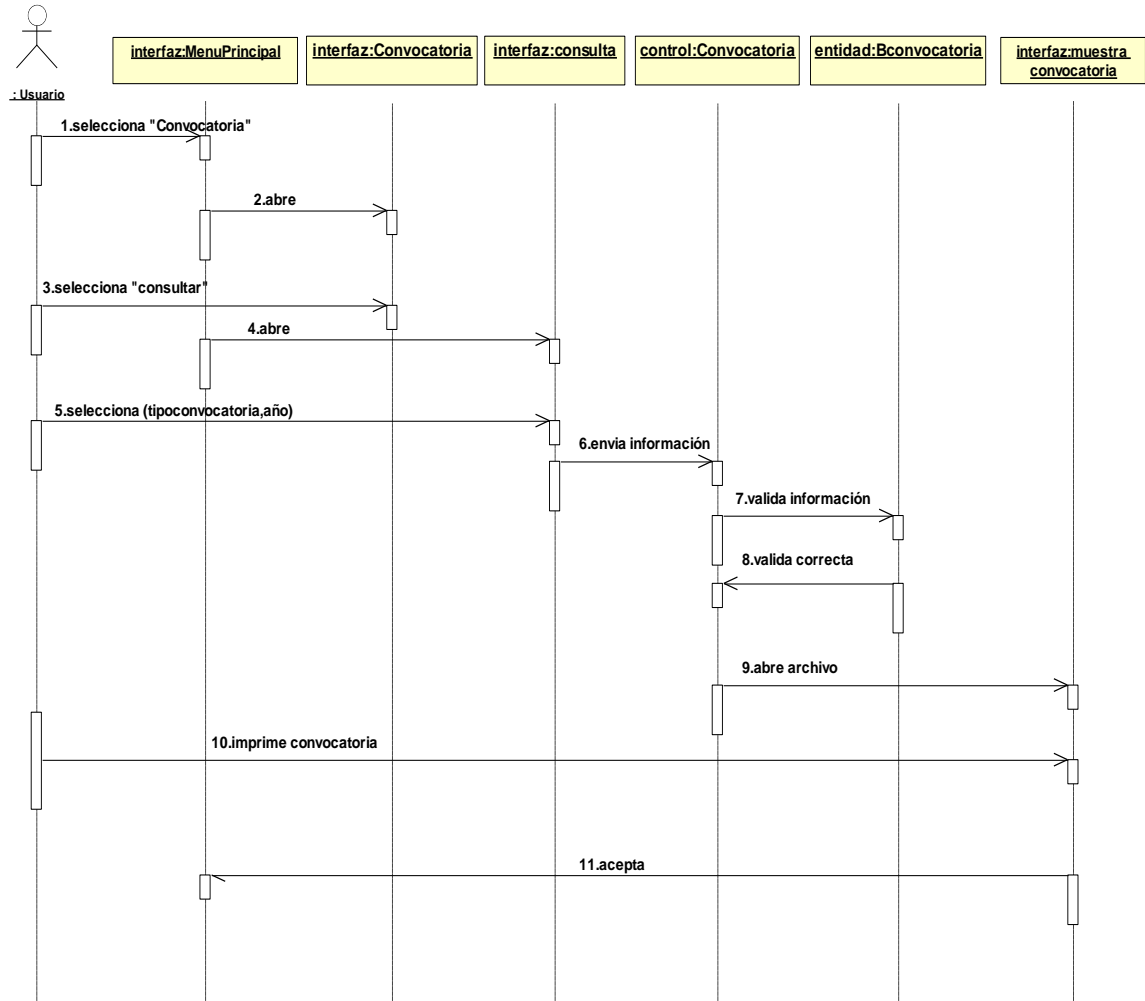 : Usuario
interfaz:MenuPrincipal
interfaz:Convocatoria
interfaz:consulta
control:Convocatoria
entidad:Bconvocatoria
interfaz:muestra
convocatoria
1.selecciona "Convocatoria"
2.abre
3.selecciona "consultar"
4.abre
5.selecciona (tipoconvocatoria,año)
6.envia información
7.valida información
8.valida correcta
9.abre archivo
10.imprime convocatoria
11.acepta